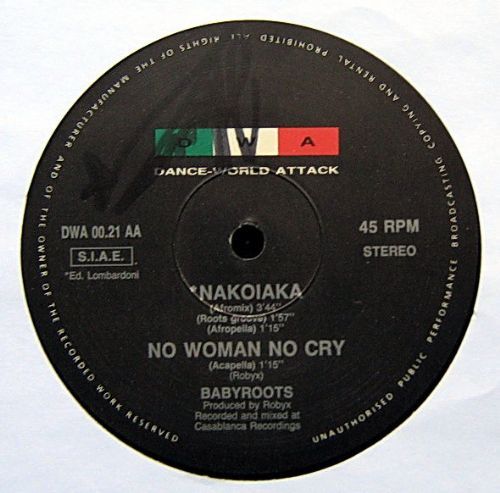 ALL RIGHTS OF THE MANUFACTURER AND OF THE OWNER OF THE RECORDED WORK RESERVED
UNAUTHORISED PUBLIC PERFORMANCE BROADCASTING COPYING AND RENTAL PROHIBITED
D W A
DANCE-WORLD ATTACK
DWA 00.21 AA
S.I.A.E.
*Ed. Lombardoni
45 RPM
STEREO
*NAKOIAKA
(Afromix) 3'44"
(Roots groove) 1'57"
(Afropella) 1'15"
NO WOMAN NO CRY
(Acapella) 1'15"
(Robyx)
BABYROOTS
Produced by Robyx
Recorded and mixed at
Casablanca Recordings